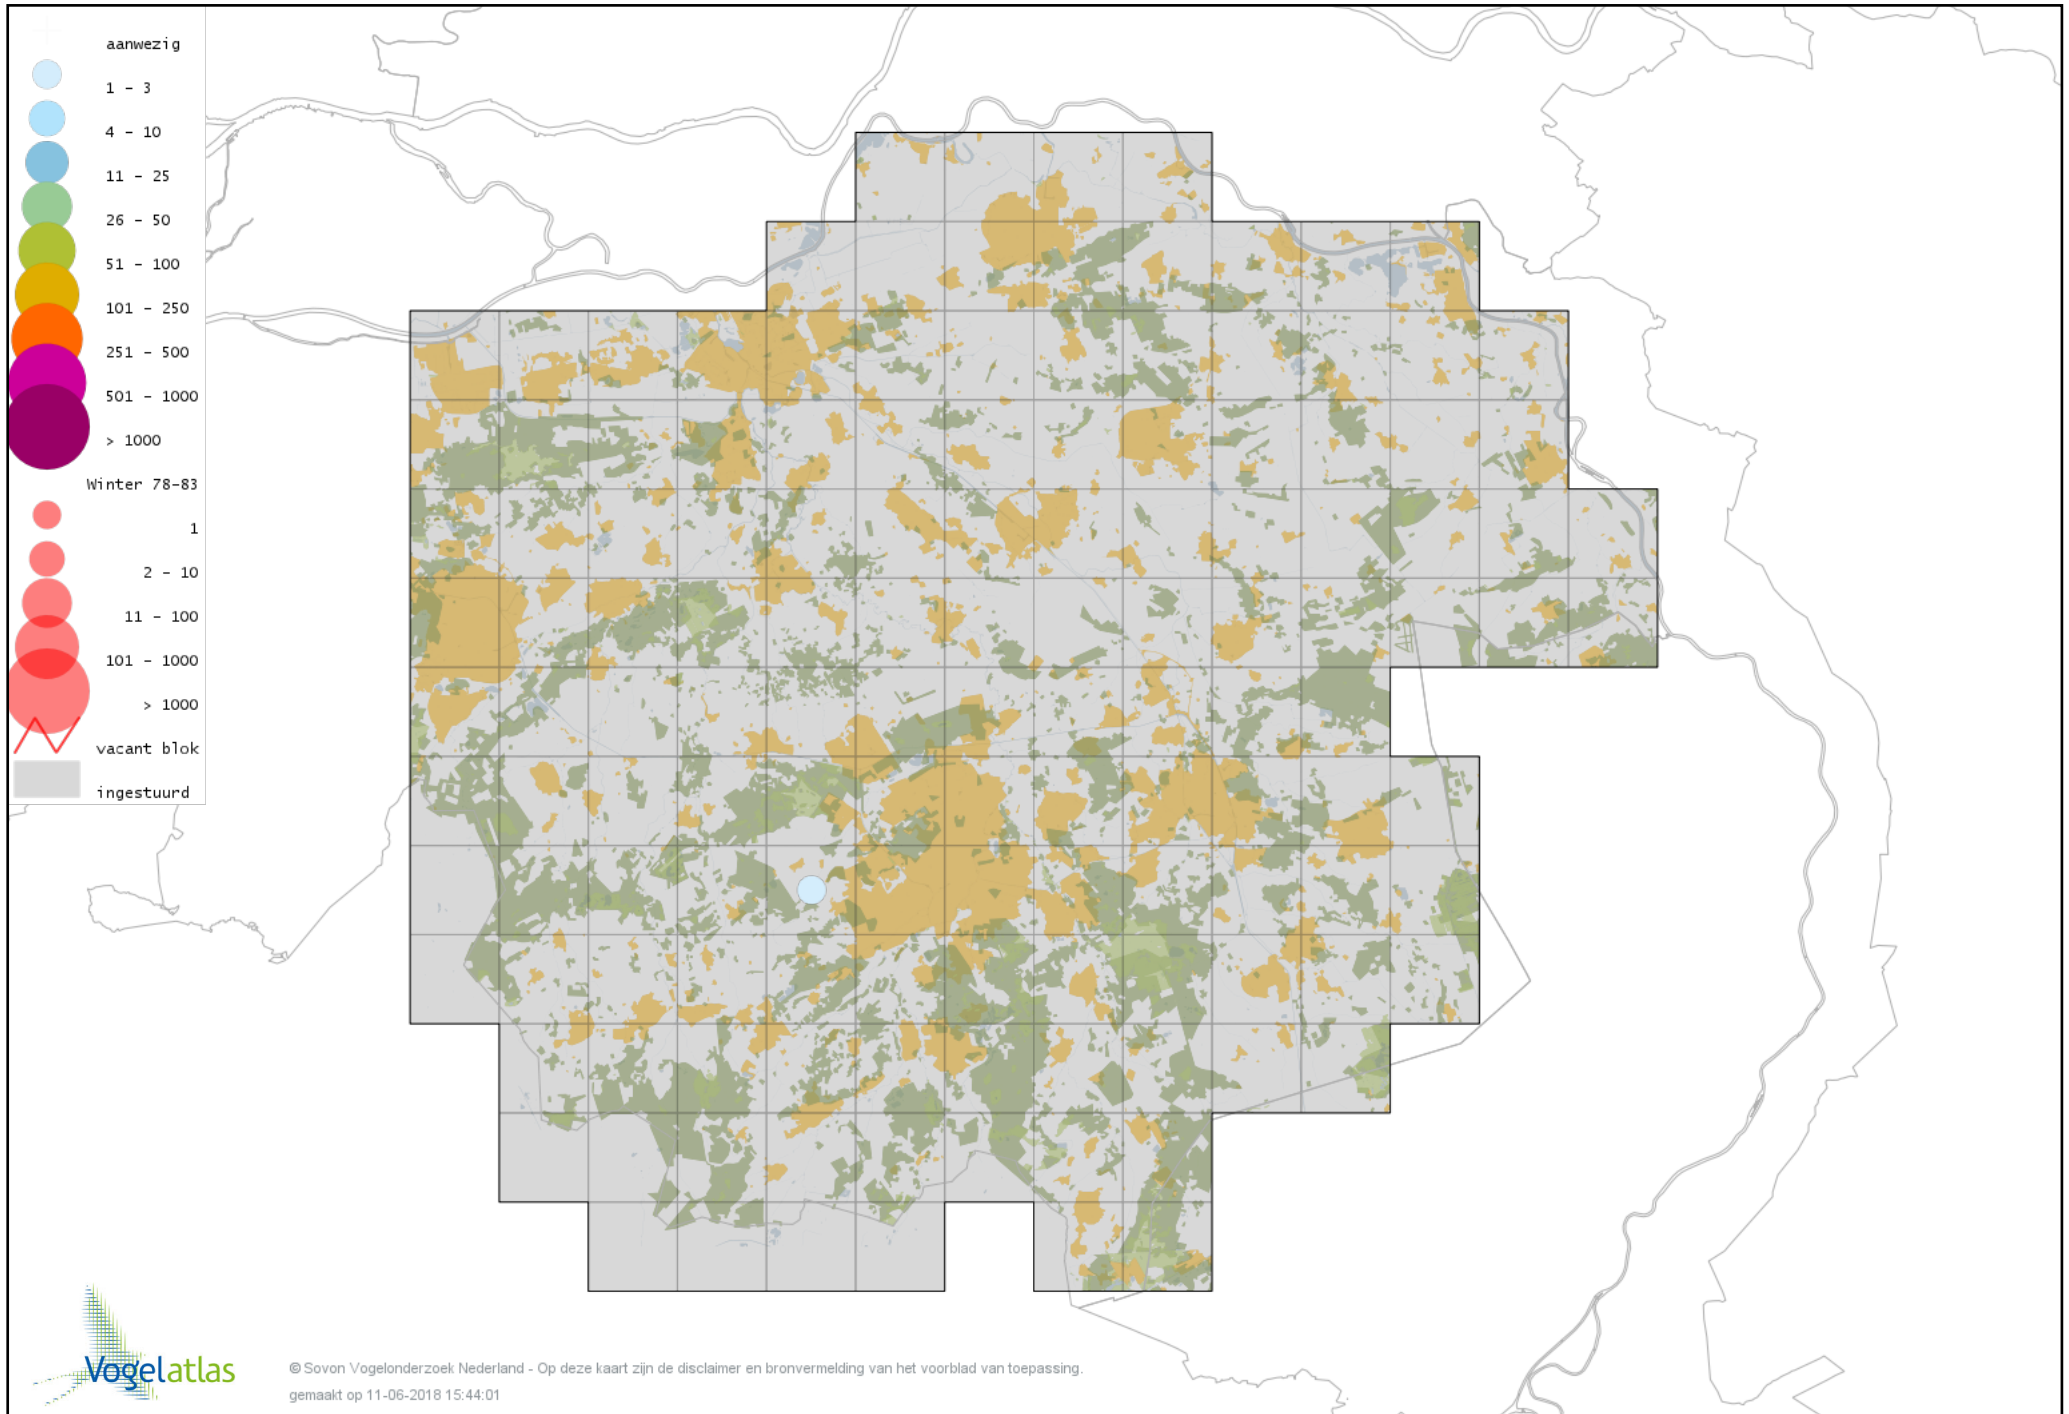 aanwezig
1 – 3
4 – 10
11 – 25
26 – 50
51 – 100
101 – 250
251 – 500
501 – 1000
> 1000
Winter 78–83
1
2 – 10
11 – 100
101 – 1000
> 1000
vacant blok
ingestuurd
Vogelatlas
© Sovon Vogelonderzoek Nederland - Op deze kaart zijn de disclaimer en bronvermelding van het voorblad van toepassing.
gemaakt op 11-06-2018 15:44:01